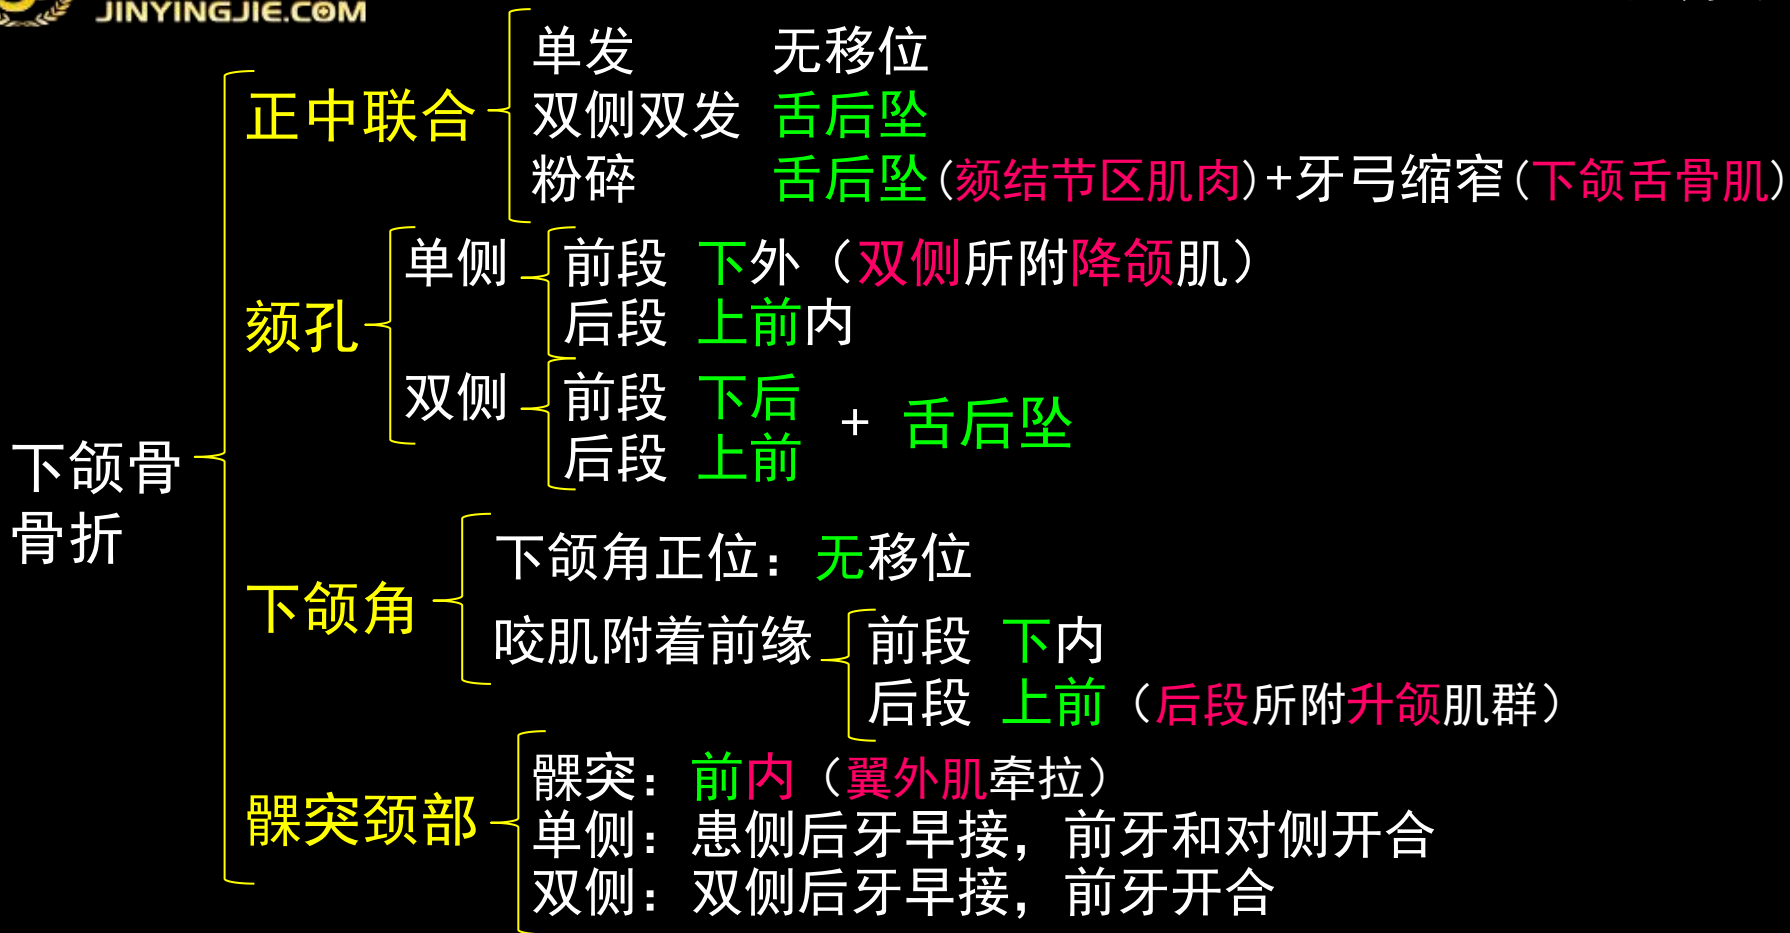 JINYINGJIE.COM
下颌骨
骨折
正中联合
单发 无移位
双侧双发 舌后坠
粉碎 舌后坠(颏结节区肌肉)+牙弓缩窄(下颌舌骨肌)
颏孔
单侧
前段 下外（双侧所附降颌肌）
后段 上前内
双侧
前段 下后
后段 上前
+ 舌后坠
下颌角
下颌角正位：无移位
咬肌附着前缘
前段 下内
后段 上前（后段所附升颌肌群）
髁突颈部
髁突：前内（翼外肌牵拉）
单侧：患侧后牙早接，前牙和对侧开合
双侧：双侧后牙早接，前牙开合